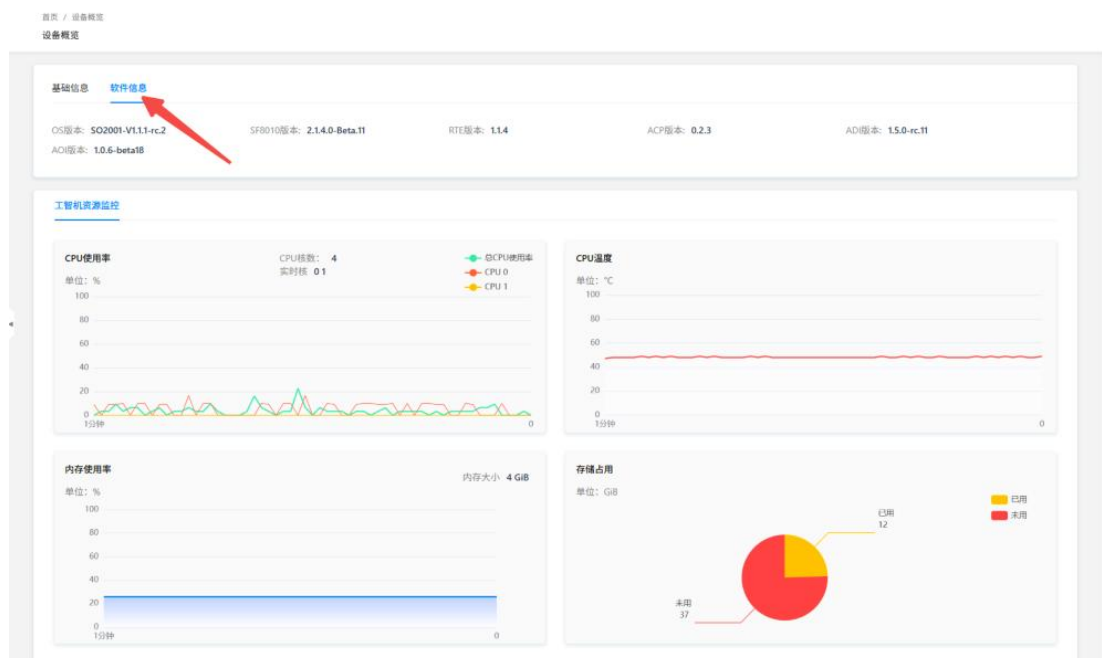 首页 / 设备概览
设备概览
基础信息 软件信息
OS版本: SO2001-V1.1.1-rc.2 SF8010版本: 2.1.4.0-Beta.11 RTE版本: 1.1.4 ACP版本: 0.2.3 ADI版本: 1.5.0-rc.11
AOI版本: 1.0.6-beta18
工智机资源监控
CPU使用率 CPU核数: 4
实时核 0 1
总CPU使用率
CPU 0
CPU 1
单位: %
100
80
60
40
20
0
1分钟 0
CPU温度
单位: ℃
100
80
60
40
20
0
1分钟 0
内存使用率 内存大小 4 GiB
单位: %
100
80
60
40
20
0
1分钟 0
存储占用
单位: GiB
已用
未用
已用
12
未用
37